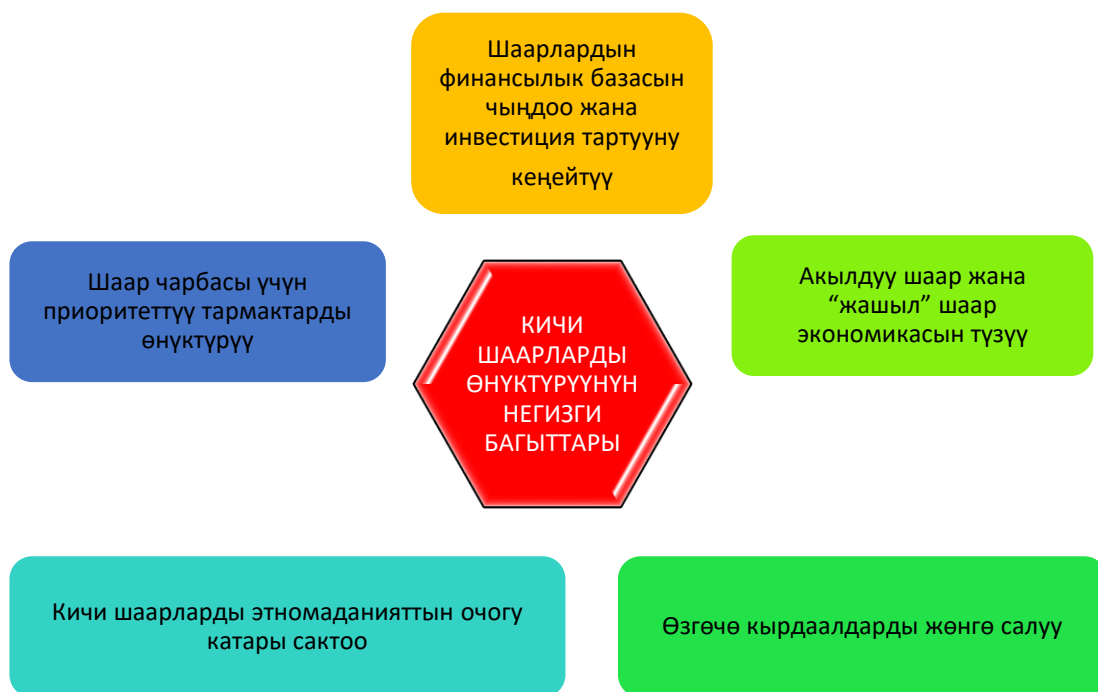 Шаарлардын
финансылык базасын
чыңдоо жана
инвестиция тартууну
кеңейтүү
Шаар чарбасы үчүн
приоритеттүү тармактарды
өнүктүрүү
Акылдуу шаар жана
“жашыл” шаар
экономикасын түзүү
КИЧИ
ШААРЛАРДЫ
ӨНҮКТҮРҮҮНҮН
НЕГИЗГИ
БАГЫТТАРЫ
Кичи шаарларды этномаданияттын очогу
катары сактоо
Өзгөчө кырдаалдарды жөнгө салуу